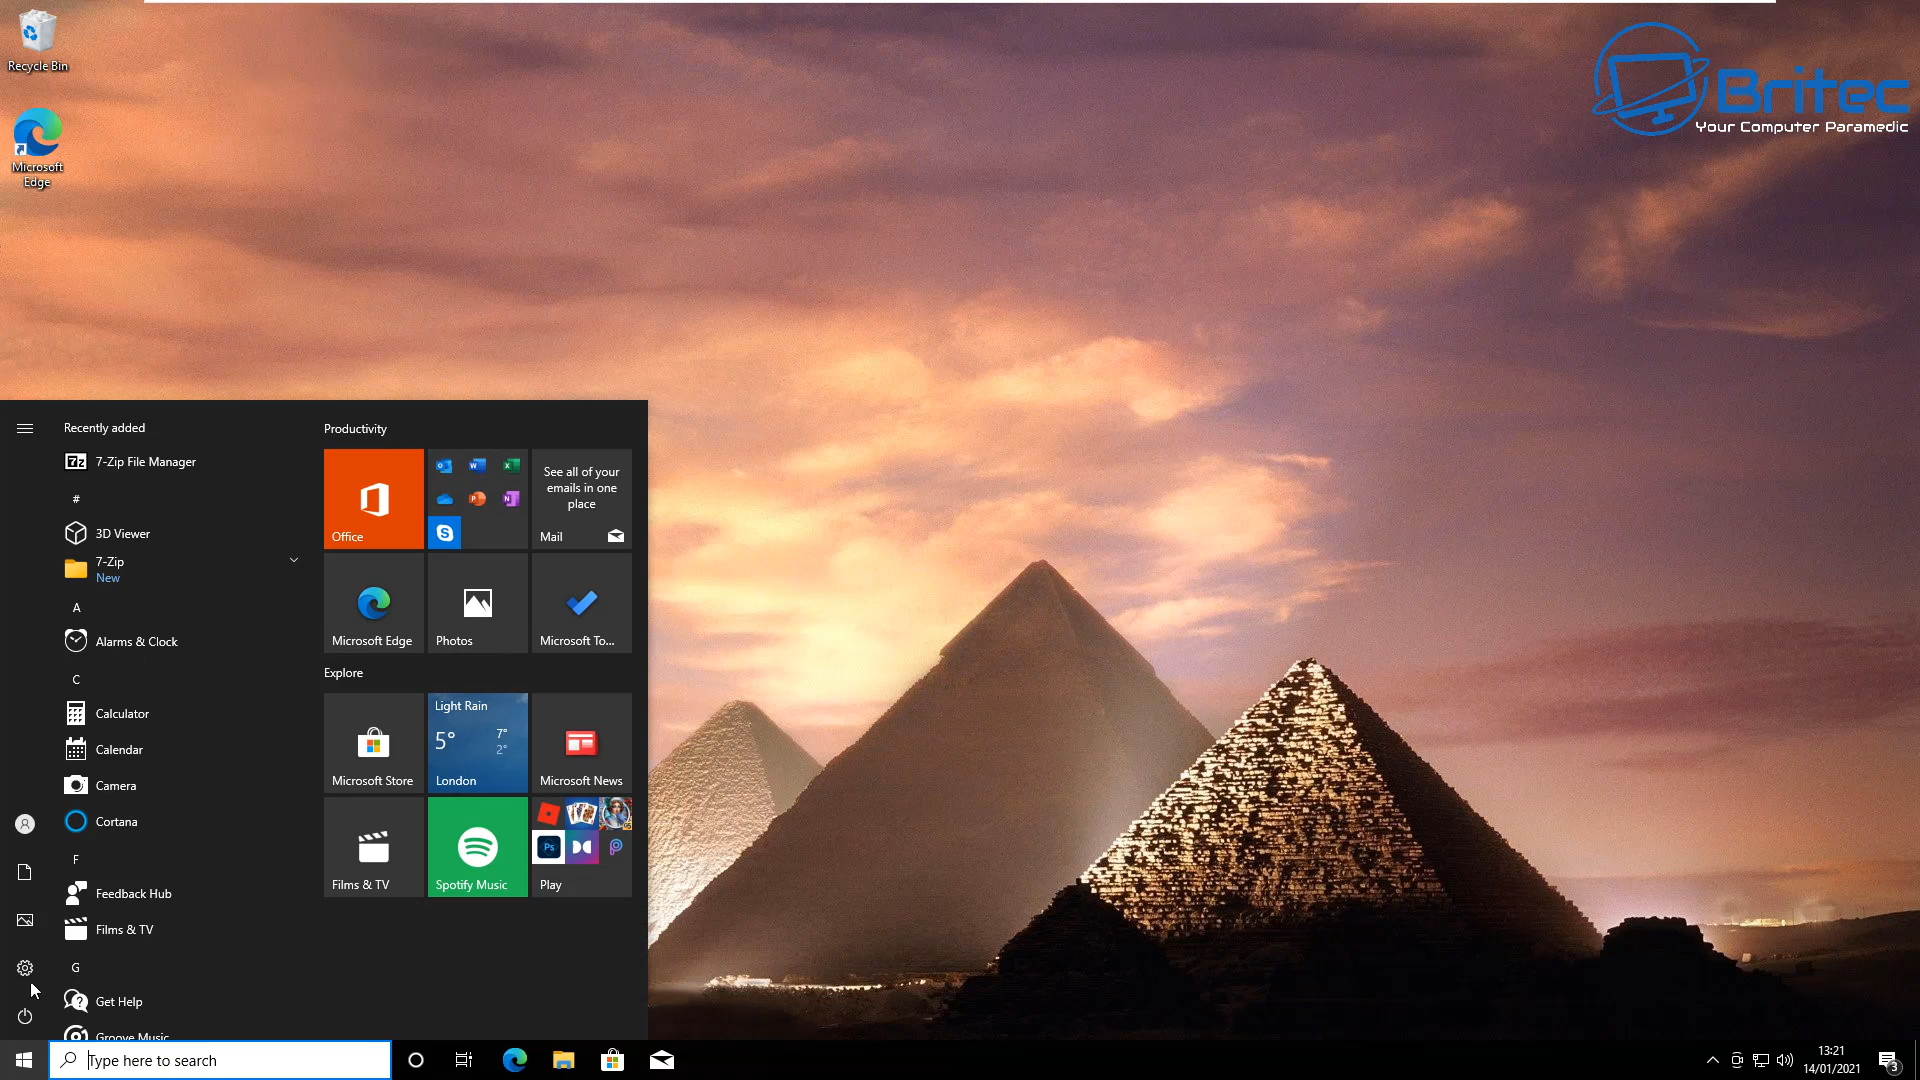 Recycle Bin
Microsoft
Edge
Britec
Your Computer Paramedic
Recently added
7-Zip File Manager
#
3D Viewer
7-Zip
New
A
Alarms & Clock
C
Calculator
Calendar
Camera
Cortana
F
Feedback Hub
Films & TV
G
Get Help
Groove Music
Productivity
Office
See all of your
emails in one
place
Mail
Microsoft Edge
Photos
Microsoft To...
Explore
Microsoft Store
Light Rain
5°
7°
2°
London
Microsoft News
Films & TV
Spotify Music
Ps
Play
Type here to search
13:21
14/01/2021
3